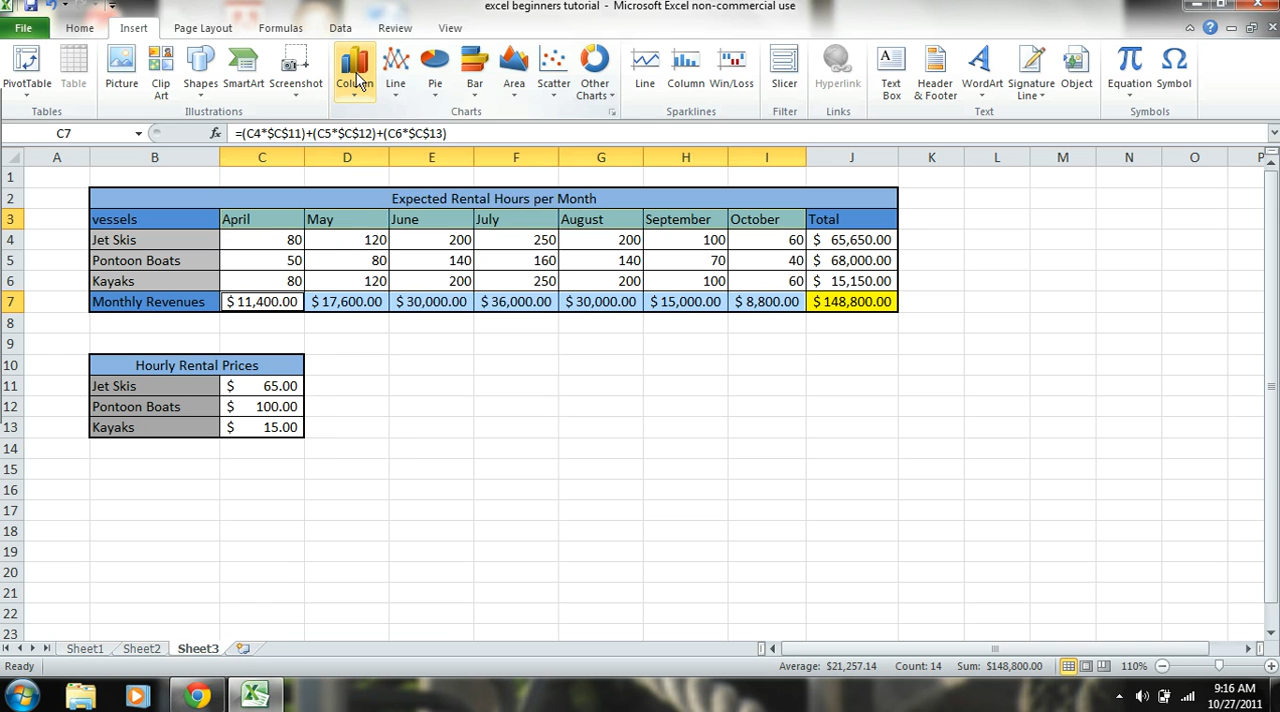 excel beginners tutorial - Microsoft Excel non-commercial use
File Home Insert Page Layout Formulas Data Review View
PivotTable Table Picture Clip Art Shapes SmartArt Screenshot Column Line Pie Bar Area Scatter Other Charts Line Column Win/Loss Slicer Hyperlink Text Box Header & Footer WordArt Signature Line Object Equation Symbol
Tables Illustrations Charts Sparklines Filter Links Text Symbols
C7 fx =(C4*$C$11)+(C5*$C$12)+(C6*$C$13)
A B C D E F G H I J K L M N O P
1
2 Expected Rental Hours per Month
3 vessels April May June July August September October Total
4 Jet Skis 80 120 200 250 200 100 60 $ 65,650.00
5 Pontoon Boats 50 80 140 160 140 70 40 $ 68,000.00
6 Kayaks 80 120 200 250 200 100 60 $ 15,150.00
7 Monthly Revenues $ 11,400.00 $ 17,600.00 $ 30,000.00 $ 36,000.00 $ 30,000.00 $ 15,000.00 $ 8,800.00 $ 148,800.00
8
9
10 Hourly Rental Prices
11 Jet Skis $ 65.00
12 Pontoon Boats $ 100.00
13 Kayaks $ 15.00
14
15
16
17
18
19
20
21
22
23
Sheet1 Sheet2 Sheet3
Ready Average: $21,257.14 Count: 14 Sum: $148,800.00 110%
9:16 AM
10/27/2011